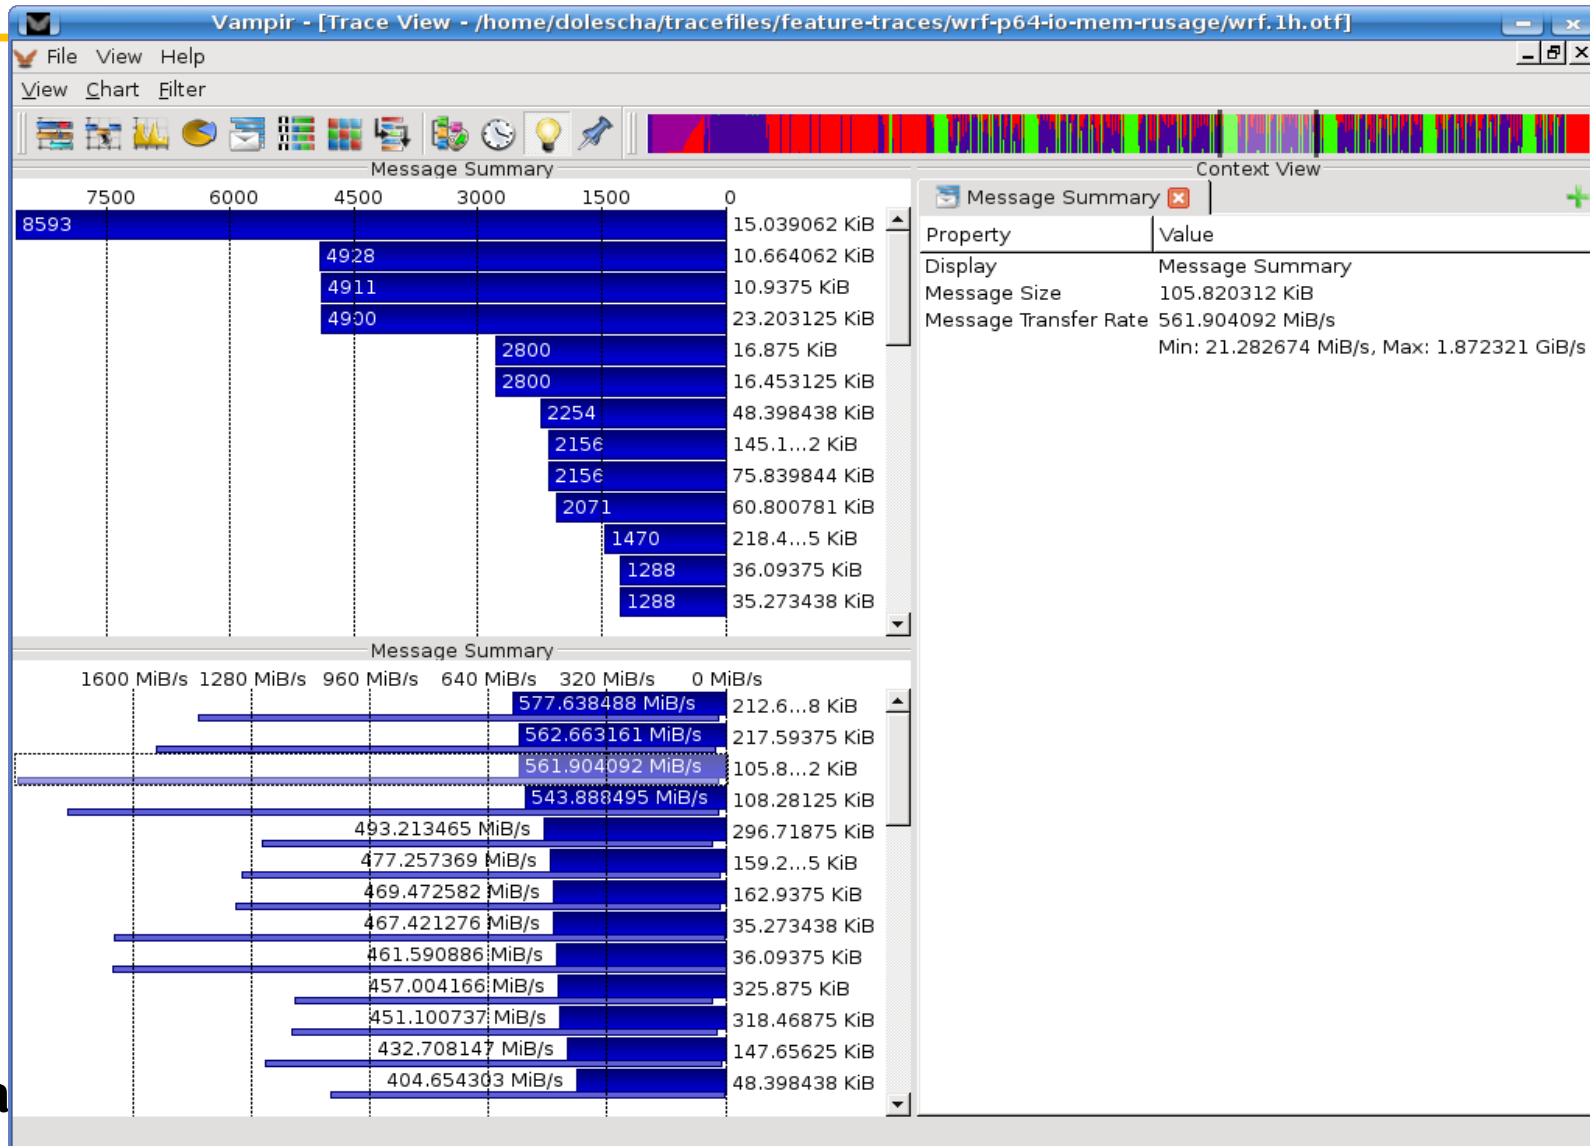 Vampir - [Trace View - /home/dolescha/tracefiles/feature-traces/wrf-p64-io-mem-rusage/wrf.1h.otf]
File View Help
View Chart Filter
Message Summary
7500 6000 4500 3000 1500 0
8593 15.039062 KiB
4928 10.664062 KiB
4911 10.9375 KiB
4900 23.203125 KiB
2800 16.875 KiB
2800 16.453125 KiB
2254 48.398438 KiB
2156 145.1...2 KiB
2156 75.839844 KiB
2071 60.800781 KiB
1470 218.4...5 KiB
1288 36.09375 KiB
1288 35.273438 KiB
Message Summary
1600 MiB/s 1280 MiB/s 960 MiB/s 640 MiB/s 320 MiB/s 0 MiB/s
577.638488 MiB/s 212.6...8 KiB
562.663161 MiB/s 217.59375 KiB
561.904092 MiB/s 105.8...2 KiB
543.888495 MiB/s 108.28125 KiB
493.213465 MiB/s 296.71875 KiB
477.257369 MiB/s 159.2...5 KiB
469.472582 MiB/s 162.9375 KiB
467.421276 MiB/s 35.273438 KiB
461.590886 MiB/s 36.09375 KiB
457.004166 MiB/s 325.875 KiB
451.100737 MiB/s 318.46875 KiB
432.708147 MiB/s 147.65625 KiB
404.654303 MiB/s 48.398438 KiB
Context View
Message Summary
Property Value
Display Message Summary
Message Size 105.820312 KiB
Message Transfer Rate 561.904092 MiB/s
Min: 21.282674 MiB/s, Max: 1.872321 GiB/s